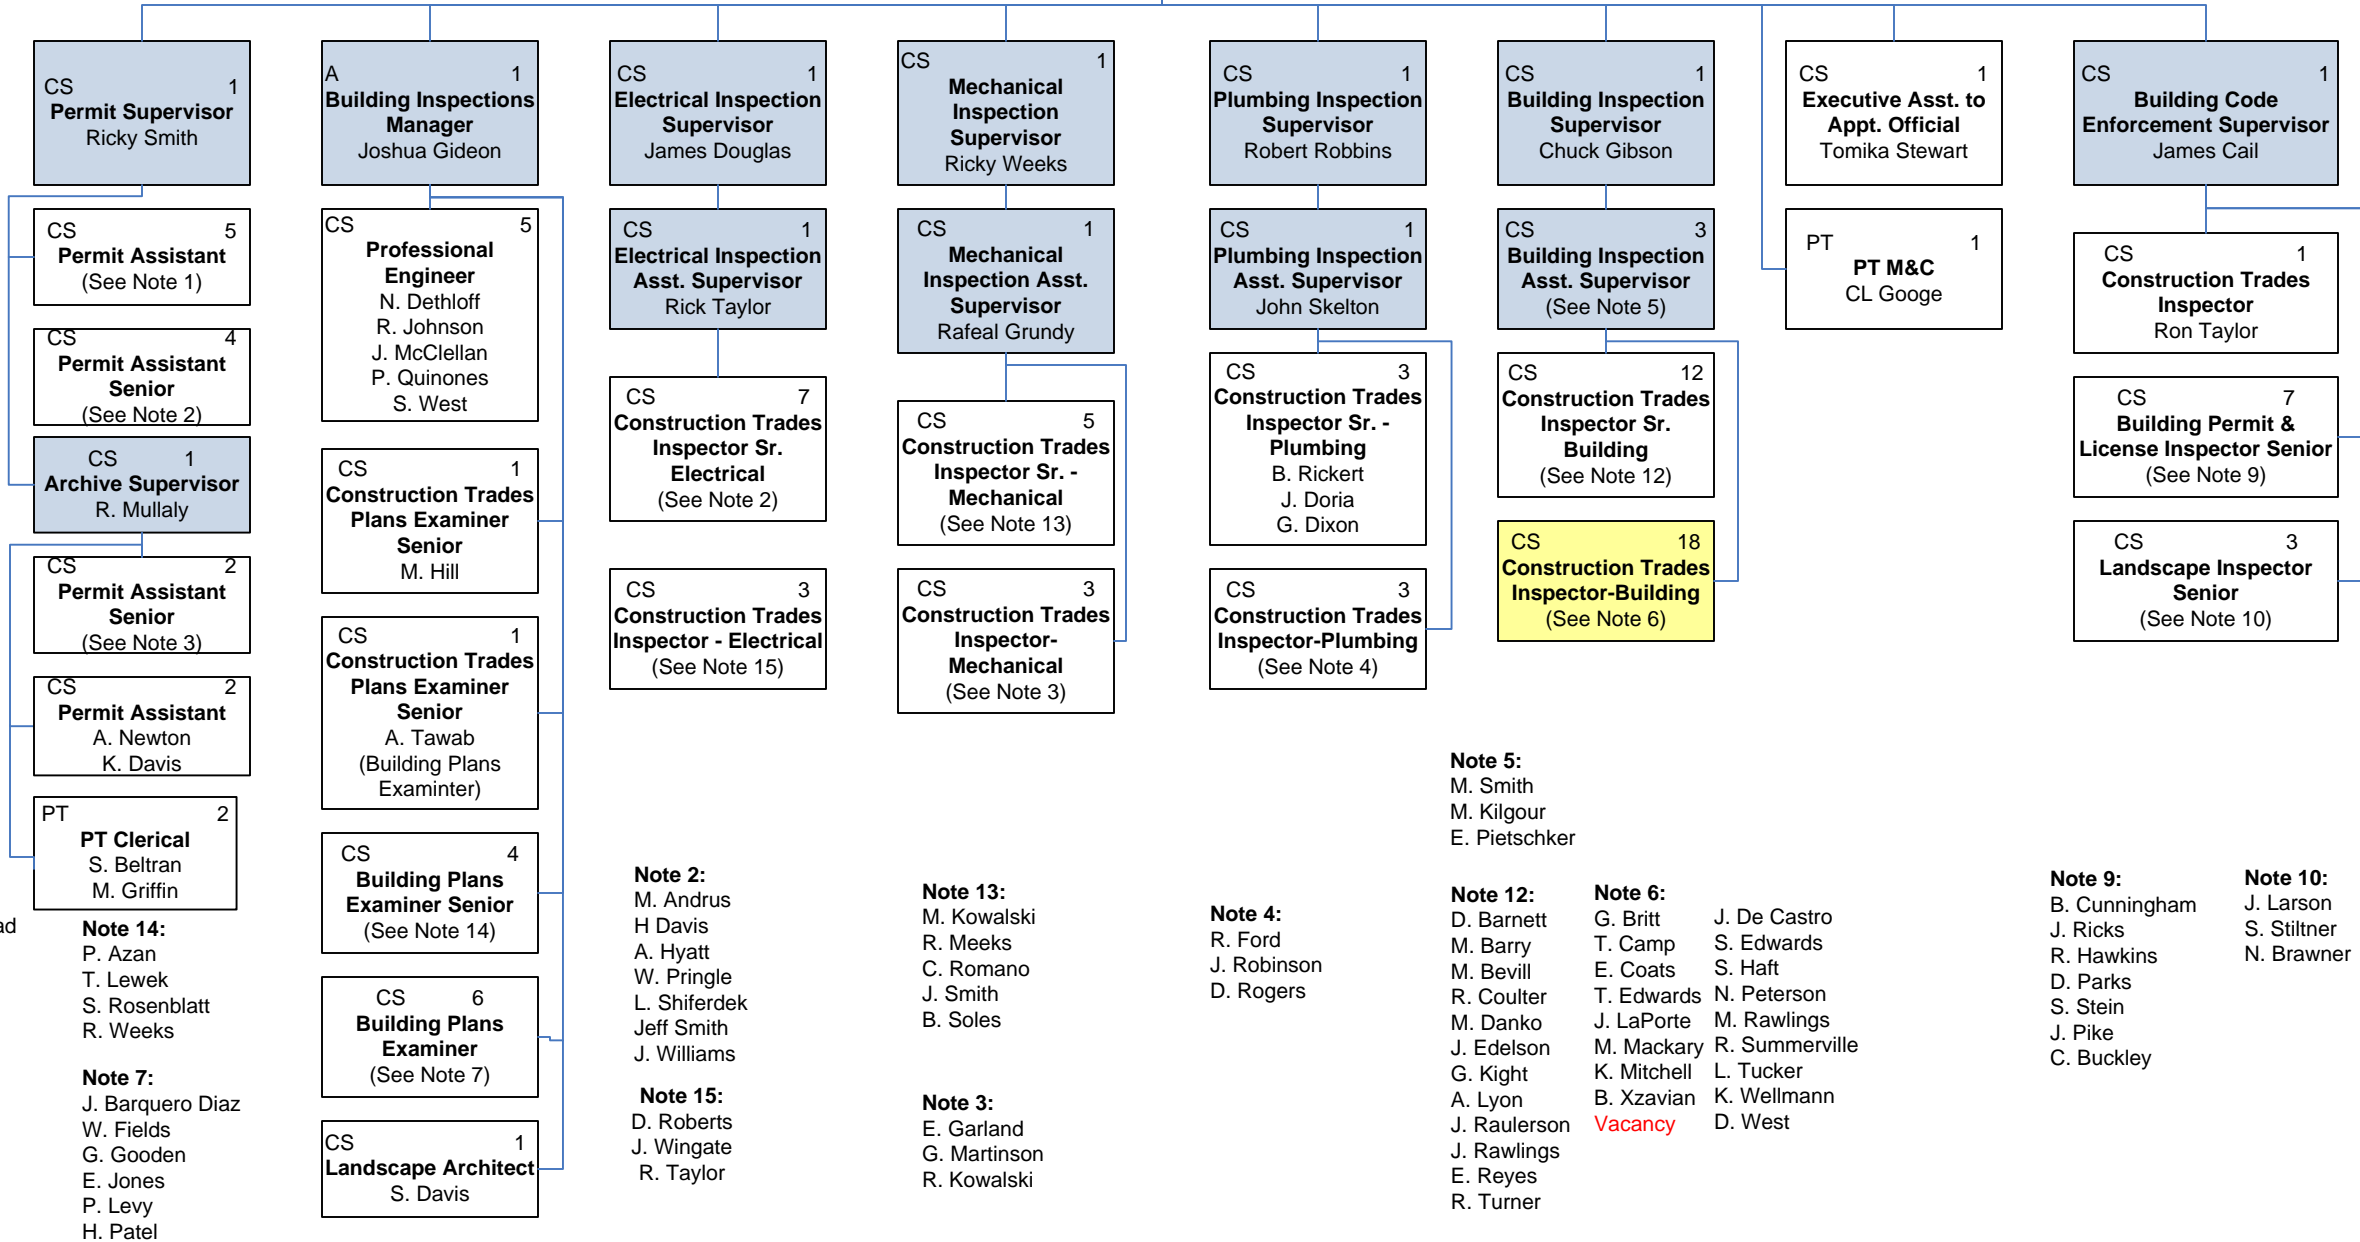 CS 1
Permit Supervisor
Ricky Smith
CS 5
Permit Assistant
(See Note 1)
CS 4
Permit Assistant
Senior
(See Note 2)
CS 1
Archive Supervisor
R. Mullaly
CS 2
Permit Assistant
Senior
(See Note 3)
CS 2
Permit Assistant
A. Newton
K. Davis
PT 2
PT Clerical
S. Beltran
M. Griffin
ad
Note 14:
P. Azan
T. Lewek
S. Rosenblatt
R. Weeks
Note 7:
J. Barquero Diaz
W. Fields
G. Gooden
E. Jones
P. Levy
H. Patel
A 1
Building Inspections
Manager
Joshua Gideon
CS 5
Professional
Engineer
N. Dethloff
R. Johnson
J. McClellan
P. Quinones
S. West
CS 1
Construction Trades
Plans Examiner
Senior
M. Hill
CS 1
Construction Trades
Plans Examiner
Senior
A. Tawab
(Building Plans
Examinter)
CS 4
Building Plans
Examiner Senior
(See Note 14)
CS 6
Building Plans
Examiner
(See Note 7)
CS 1
Landscape Architect
S. Davis
CS 1
Electrical Inspection
Supervisor
James Douglas
CS 1
Electrical Inspection
Asst. Supervisor
Rick Taylor
CS 7
Construction Trades
Inspector Sr.
Electrical
(See Note 2)
CS 3
Construction Trades
Inspector - Electrical
(See Note 15)
Note 2:
M. Andrus
H Davis
A. Hyatt
W. Pringle
L. Shiferdek
Jeff Smith
J. Williams
Note 15:
D. Roberts
J. Wingate
R. Taylor
CS 1
Mechanical
Inspection
Supervisor
Ricky Weeks
CS 1
Mechanical
Inspection Asst.
Supervisor
Rafeal Grundy
CS 5
Construction Trades
Inspector Sr. -
Mechanical
(See Note 13)
CS 3
Construction Trades
Inspector-
Mechanical
(See Note 3)
Note 13:
M. Kowalski
R. Meeks
C. Romano
J. Smith
B. Soles
Note 3:
E. Garland
G. Martinson
R. Kowalski
CS 1
Plumbing Inspection
Supervisor
Robert Robbins
CS 1
Plumbing Inspection
Asst. Supervisor
John Skelton
CS 3
Construction Trades
Inspector Sr. -
Plumbing
B. Rickert
J. Doria
G. Dixon
CS 3
Construction Trades
Inspector-Plumbing
(See Note 4)
Note 4:
R. Ford
J. Robinson
D. Rogers
CS 1
Building Inspection
Supervisor
Chuck Gibson
CS 3
Building Inspection
Asst. Supervisor
(See Note 5)
CS 12
Construction Trades
Inspector Sr.
Building
(See Note 12)
CS 18
Construction Trades
Inspector-Building
(See Note 6)
Note 5:
M. Smith
M. Kilgour
E. Pietschker
Note 12:
D. Barnett
M. Barry
M. Bevill
R. Coulter
M. Danko
J. Edelson
G. Kight
A. Lyon
J. Raulerson
J. Rawlings
E. Reyes
R. Turner
Note 6:
G. Britt
T. Camp
E. Coats
T. Edwards
J. LaPorte
M. Mackary
K. Mitchell
B. Xzavian
Vacancy
J. De Castro
S. Edwards
S. Haft
N. Peterson
M. Rawlings
R. Summerville
L. Tucker
K. Wellmann
D. West
CS 1
Executive Asst. to
Appt. Official
Tomika Stewart
PT 1
PT M&C
CL Googe
CS 1
Building Code
Enforcement Supervisor
James Cail
CS 1
Construction Trades
Inspector
Ron Taylor
CS 7
Building Permit &
License Inspector Senior
(See Note 9)
CS 3
Landscape Inspector
Senior
(See Note 10)
Note 9:
B. Cunningham
J. Ricks
R. Hawkins
D. Parks
S. Stein
J. Pike
C. Buckley
Note 10:
J. Larson
S. Stiltner
N. Brawner